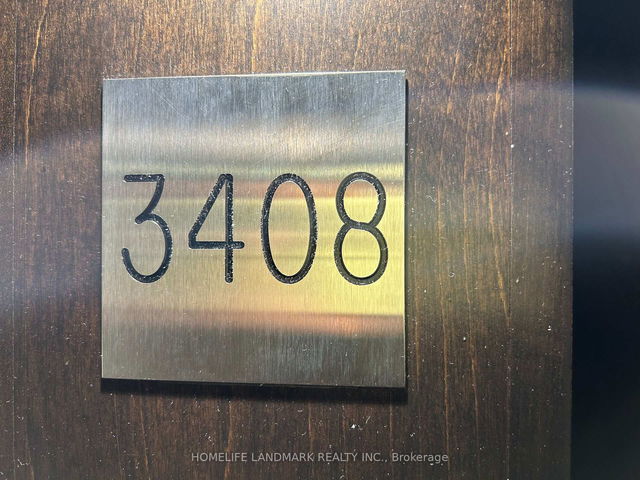 3408
HOMELIFE LANDMARK REALTY INC., Brokerage